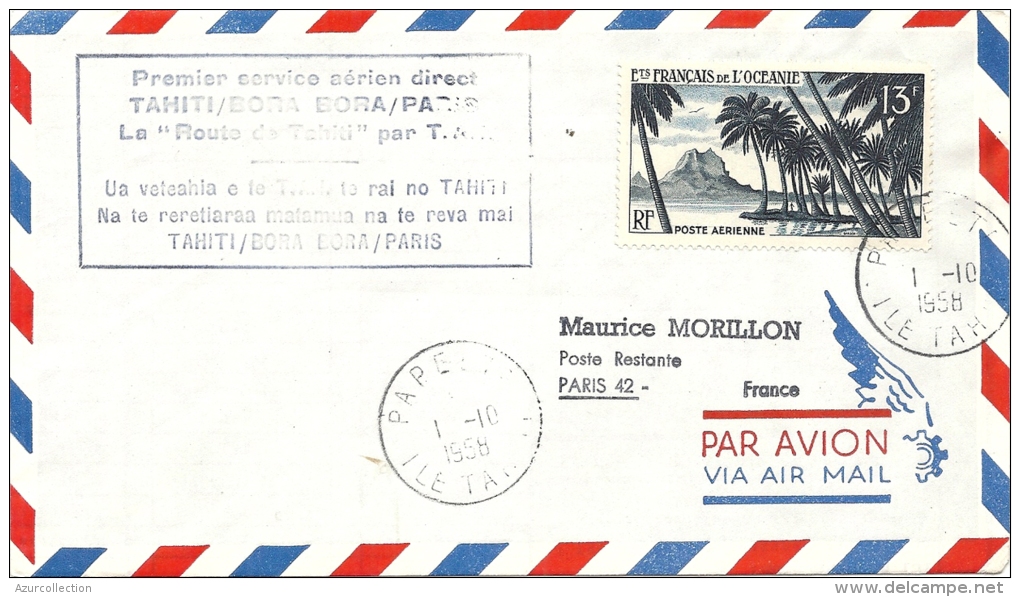 Premier service aérien direct
TAHITI/BORA BORA/PARIS
La "Route de Tahiti" par T.A.I.
Ua veteahia e te T.A.I. te rai no TAHITI
Na te reretiaraa matamua na te reva mai
TAHITI/BORA BORA/PARIS
ETS FRANÇAIS DE L'OCEANIE
13F
RF
POSTE AERIENNE
1 -10
1958
ILE TAH
Maurice MORILLON
Poste Restante
PARIS 42 -
France
PAPEET
1 -10
1958
ILE TAH
PAR AVION
VIA AIR MAIL
Azurcollection
delcampe.net